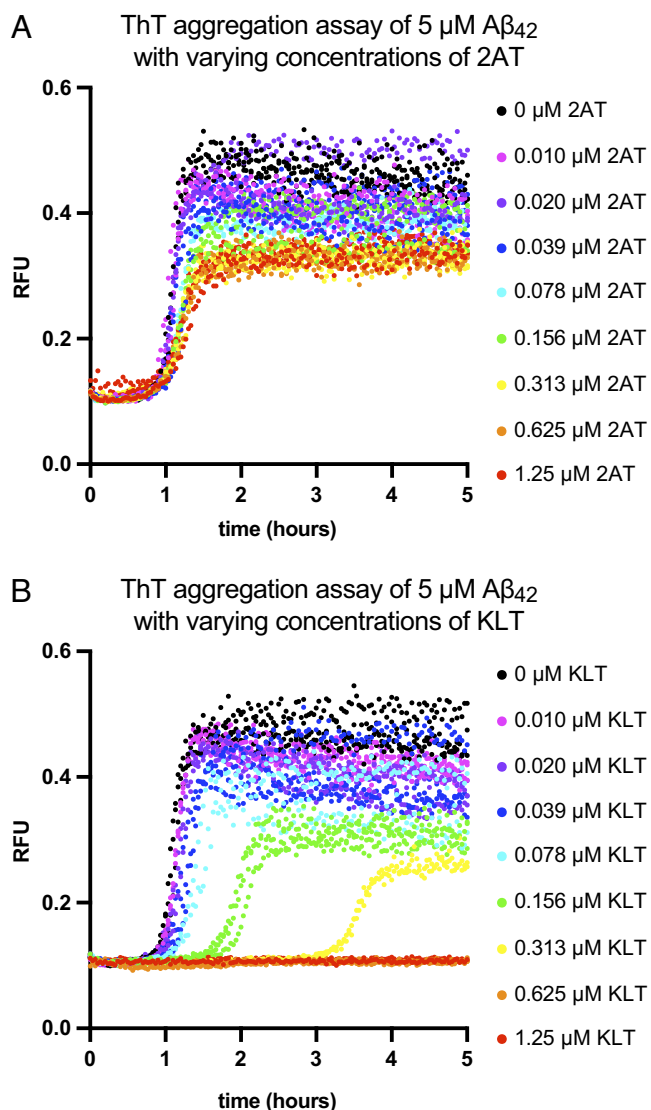 A
ThT aggregation assay of 5 µM Aβ₄₂
with varying concentrations of 2AT
0.6
0.4
0.2
0.0
RFU
0
1
2
3
4
5
time (hours)
0 µM 2AT
0.010 µM 2AT
0.020 µM 2AT
0.039 µM 2AT
0.078 µM 2AT
0.156 µM 2AT
0.313 µM 2AT
0.625 µM 2AT
1.25 µM 2AT
B
ThT aggregation assay of 5 µM Aβ₄₂
with varying concentrations of KLT
0.6
0.4
0.2
0.0
RFU
0
1
2
3
4
5
time (hours)
0 µM KLT
0.010 µM KLT
0.020 µM KLT
0.039 µM KLT
0.078 µM KLT
0.156 µM KLT
0.313 µM KLT
0.625 µM KLT
1.25 µM KLT